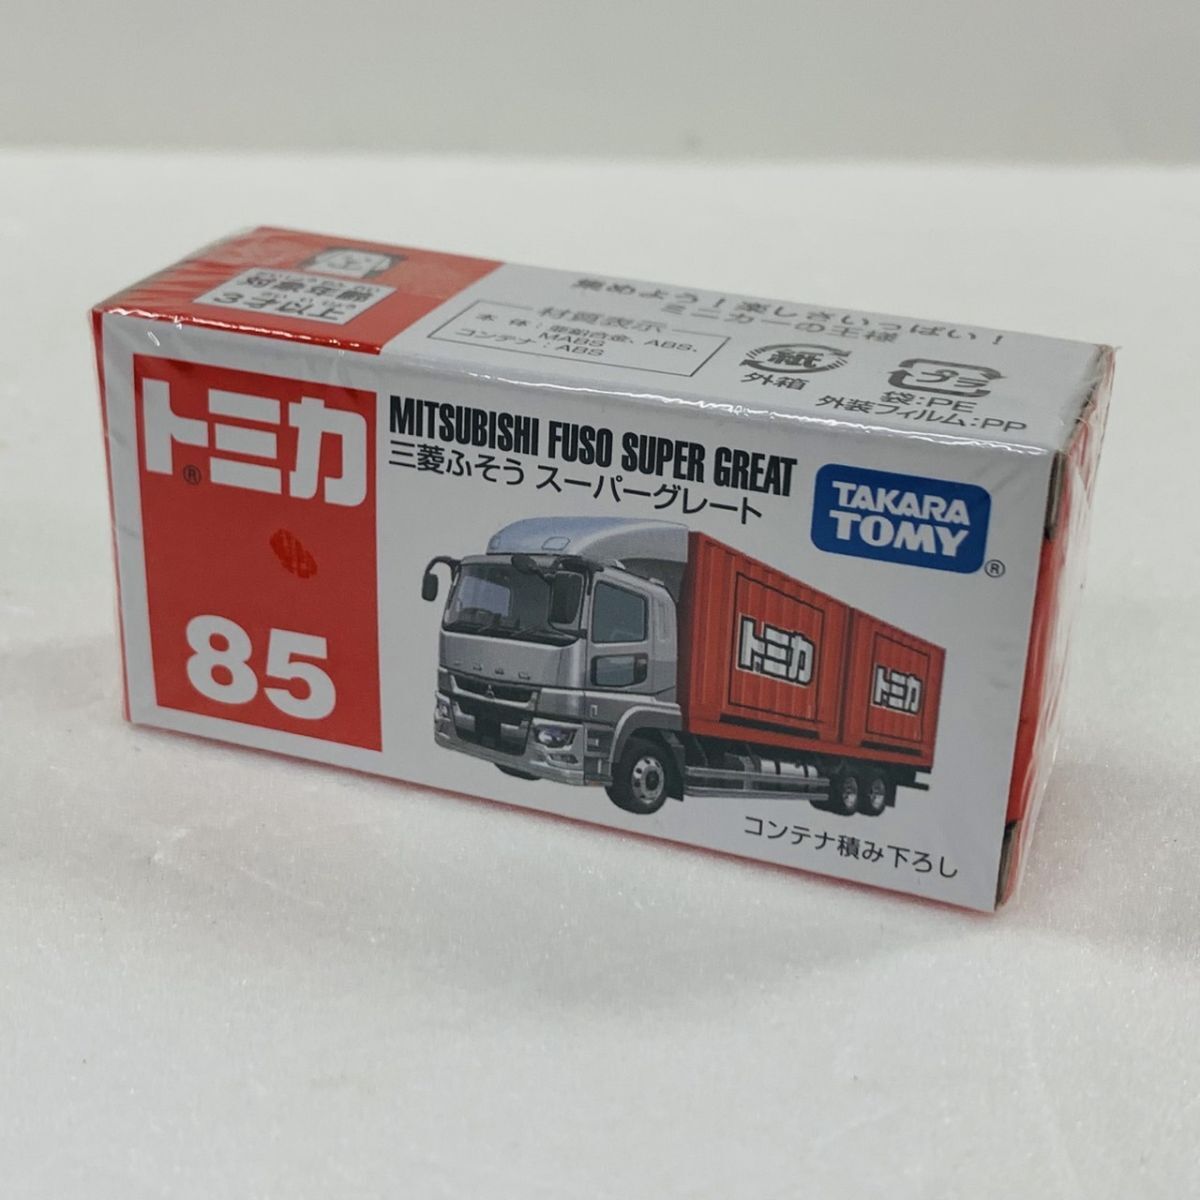 対象年齢
3才以上
集めよう！楽しさいっぱい！
ミニカーの王様
材質表示
本体：亜鉛合金、ABS、
MABS
コンテナ：ABS
紙
外箱
プラ
袋：PE
外装フィルム：PP
トミカ®
85
MITSUBISHI FUSO SUPER GREAT
三菱ふそう スーパーグレート
TAKARA
TOMY®
トミカ
トミカ
FUSO
コンテナ積み下ろし